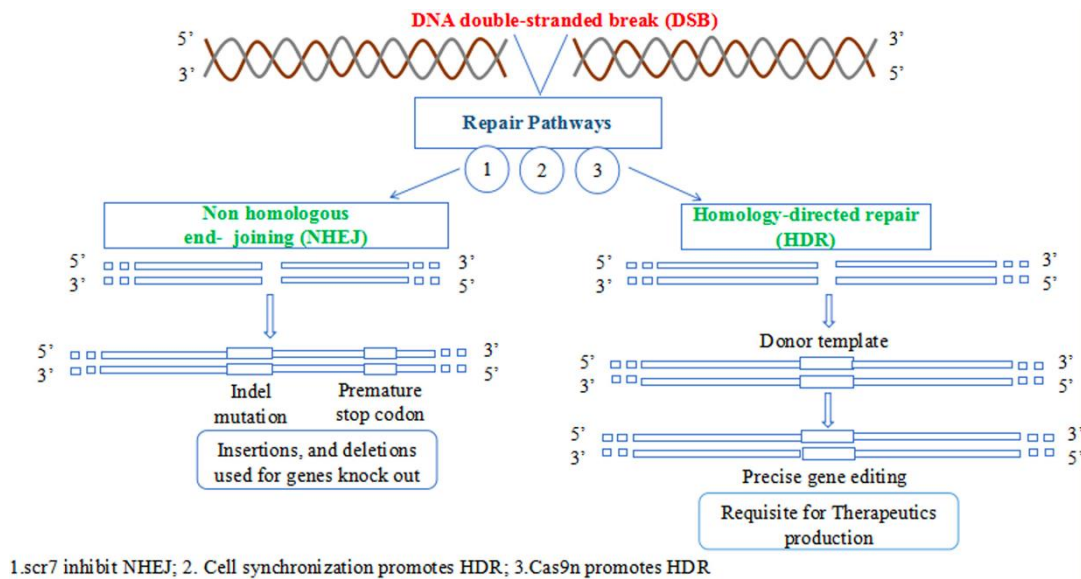 DNA double-stranded break (DSB)
5’ 3’
3’ 5’
Repair Pathways
1 2 3
Non homologous
end- joining (NHEJ)
5’ 3’
3’ 5’
5’ 3’
3’ 5’
Indel
mutation
Premature
stop codon
Insertions, and deletions
used for genes knock out
Homology-directed repair
(HDR)
5’ 3’
3’ 5’
Donor template
5’ 3’
3’ 5’
5’ 3’
3’ 5’
Precise gene editing
Requisite for Therapeutics
production
1.scr7 inhibit NHEJ; 2. Cell synchronization promotes HDR; 3.Cas9n promotes HDR